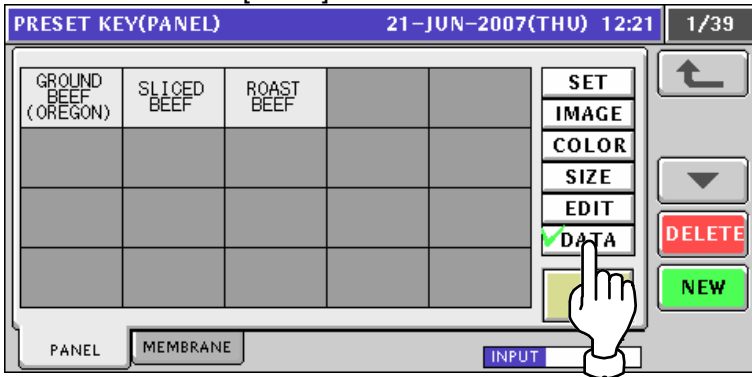 PRESET KEY(PANEL) 21-JUN-2007(THU) 12:21 1/39
GROUND
BEEF
(OREGON)
SLICED
BEEF
ROAST
BEEF
SET
IMAGE
COLOR
SIZE
EDIT
DATA
DELETE
NEW
PANEL
MEMBRANE
INPUT